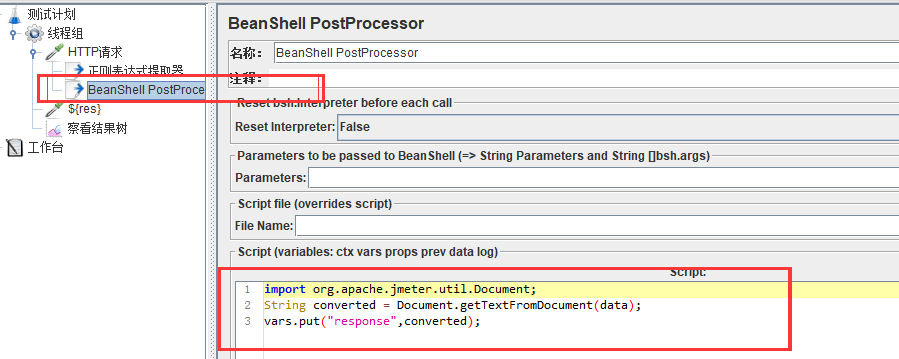 测试计划
线程组
HTTP请求
正则表达式提取器
BeanShell PostProce
${res}
察看结果树
工作台
BeanShell PostProcessor
名称: BeanShell PostProcessor
注释:
Reset bsh.Interpreter before each call
Reset Interpreter: False
Parameters to be passed to BeanShell (=> String Parameters and String []bsh.args)
Parameters:
Script file (overrides script)
File Name:
Script (variables: ctx vars props prev data log)
Script:
1 import org.apache.jmeter.util.Document;
2 String converted = Document.getTextFromDocument(data);
3 vars.put("response",converted);